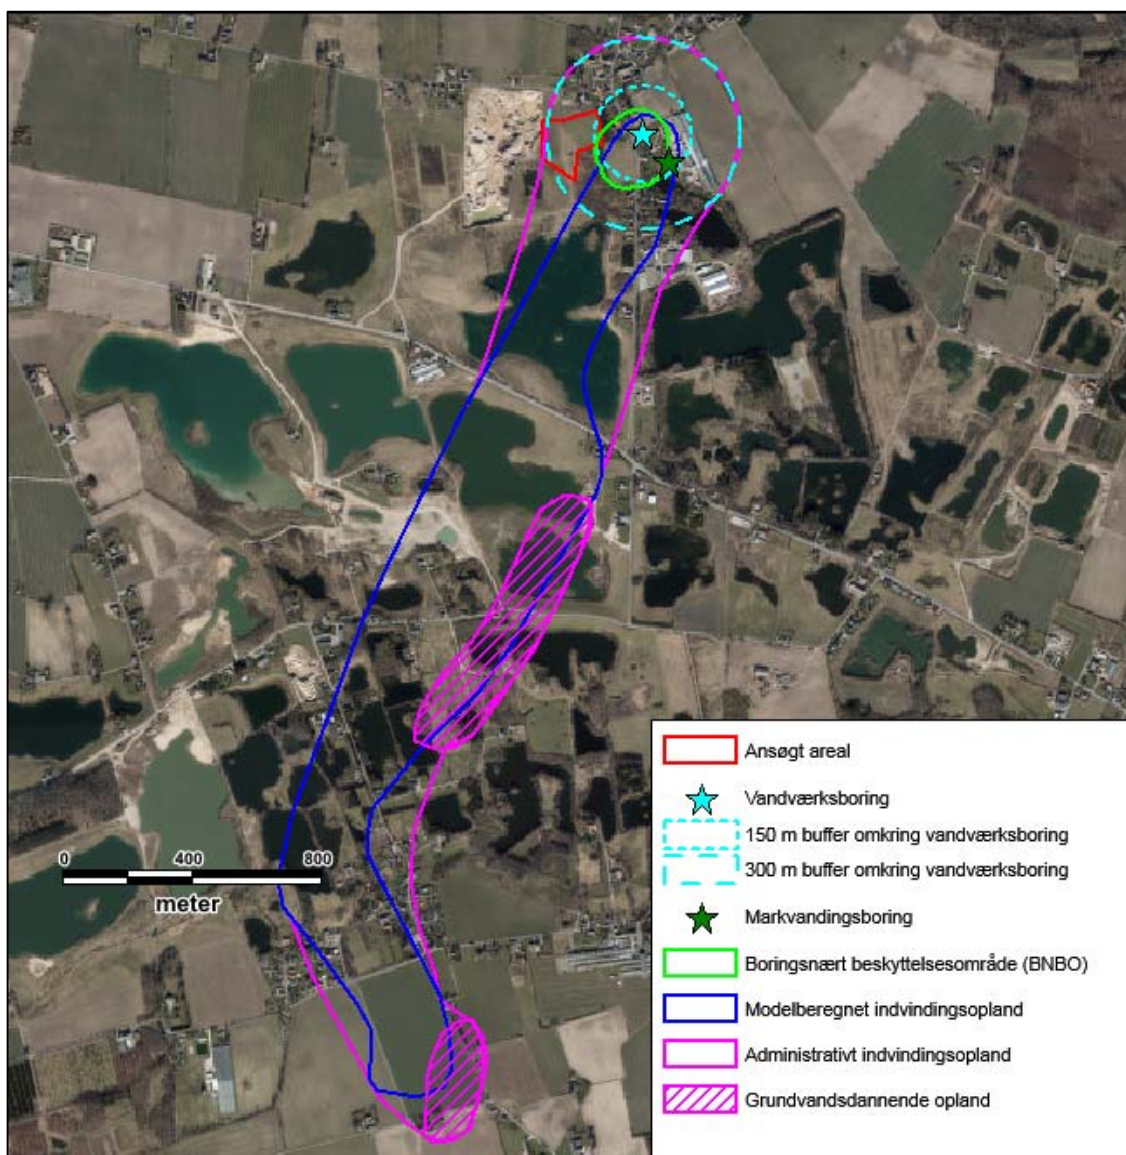 0 400 800
meter
Ansøgt areal
Vandværksboring
150 m buffer omkring vandværksboring
300 m buffer omkring vandværksboring
Markvandingsboring
Boringsnært beskyttelsesområde (BNBO)
Modelberegnet indvindingsopland
Administrativt indvindingsopland
Grundvandsdannende opland